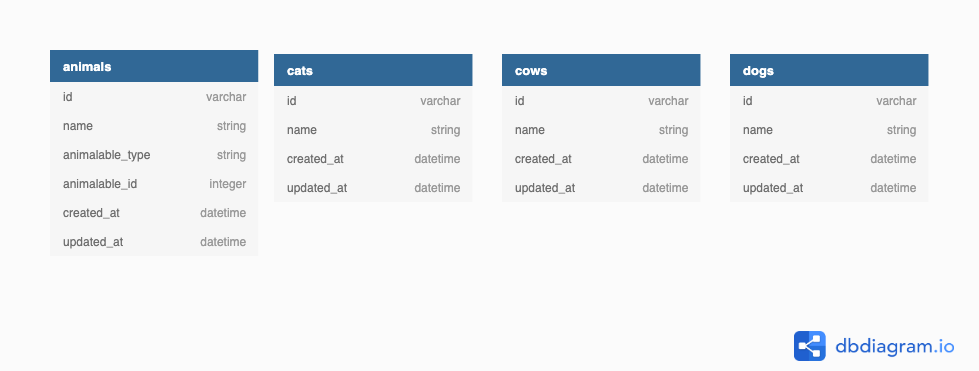 animals
id varchar
name string
animalable_type string
animalable_id integer
created_at datetime
updated_at datetime
cats
id varchar
name string
created_at datetime
updated_at datetime
cows
id varchar
name string
created_at datetime
updated_at datetime
dogs
id varchar
name string
created_at datetime
updated_at datetime
dbdiagram.io